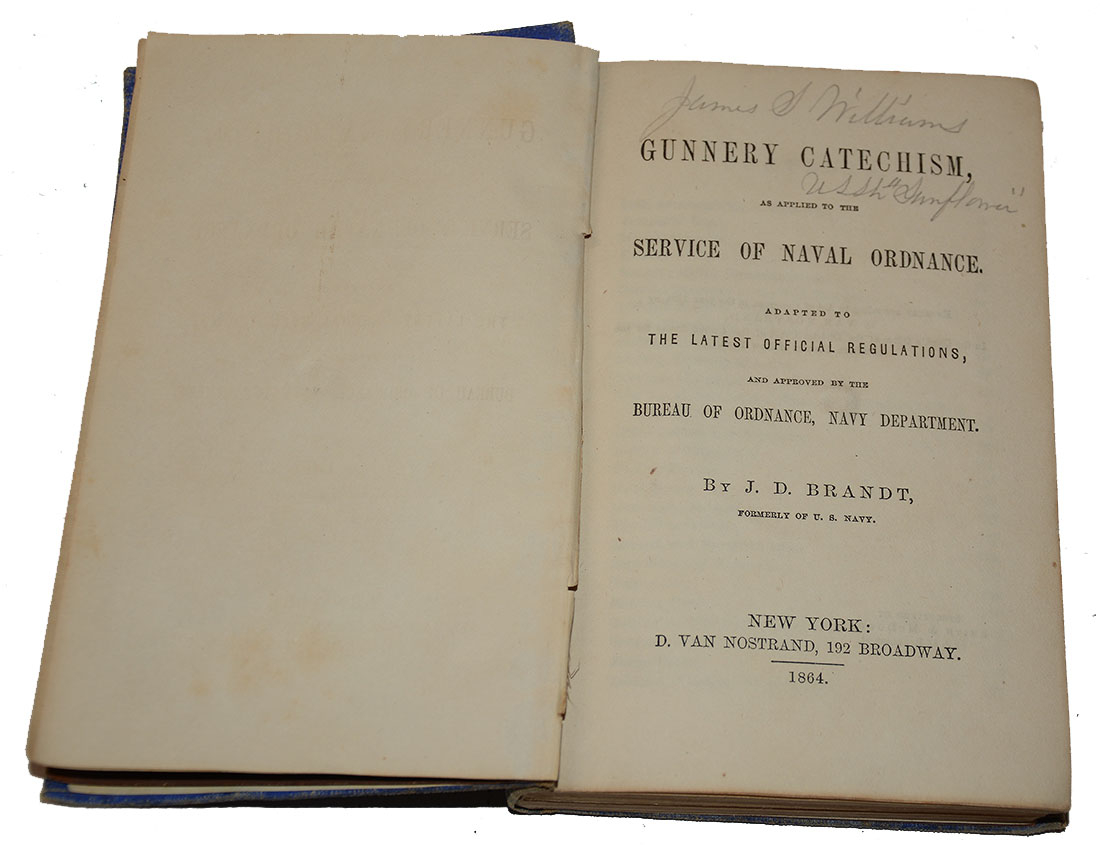 James S Williams
GUNNERY CATECHISM,
USSt "Sunflower"
AS APPLIED TO THE
SERVICE OF NAVAL ORDNANCE.
ADAPTED TO
THE LATEST OFFICIAL REGULATIONS,
AND APPROVED BY THE
BUREAU OF ORDNANCE, NAVY DEPARTMENT.
BY J. D. BRANDT,
FORMERLY OF U. S. NAVY.
NEW YORK:
D. VAN NOSTRAND, 192 BROADWAY.
1864.